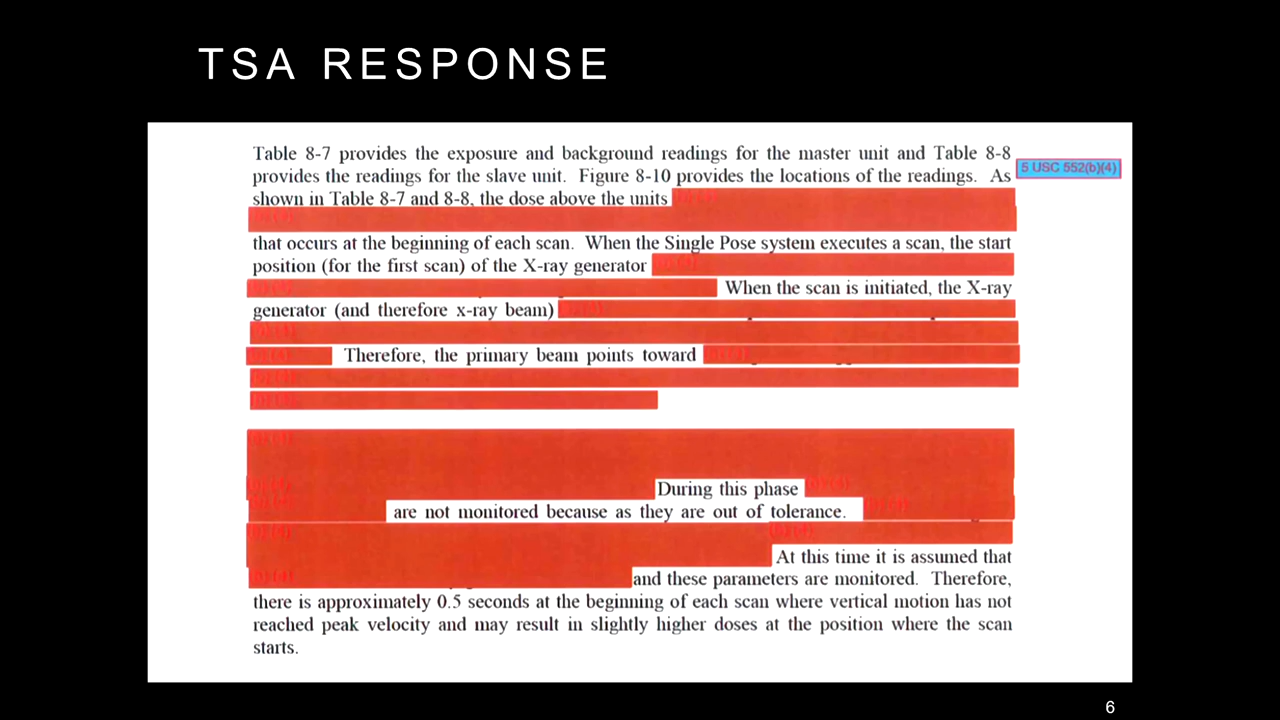 TSA RESPONSE
Table 8-7 provides the exposure and background readings for the master unit and Table 8-8
5 USC 552(b)(4)
provides the readings for the slave unit. Figure 8-10 provides the locations of the readings. As
shown in Table 8-7 and 8-8, the dose above the units
that occurs at the beginning of each scan. When the Single Pose system executes a scan, the start
position (for the first scan) of the X-ray generator
When the scan is initiated, the X-ray
generator (and therefore x-ray beam)
Therefore, the primary beam points toward
During this phase
are not monitored because as they are out of tolerance.
At this time it is assumed that
and these parameters are monitored. Therefore,
there is approximately 0.5 seconds at the beginning of each scan where vertical motion has not
reached peak velocity and may result in slightly higher doses at the position where the scan
starts.
6